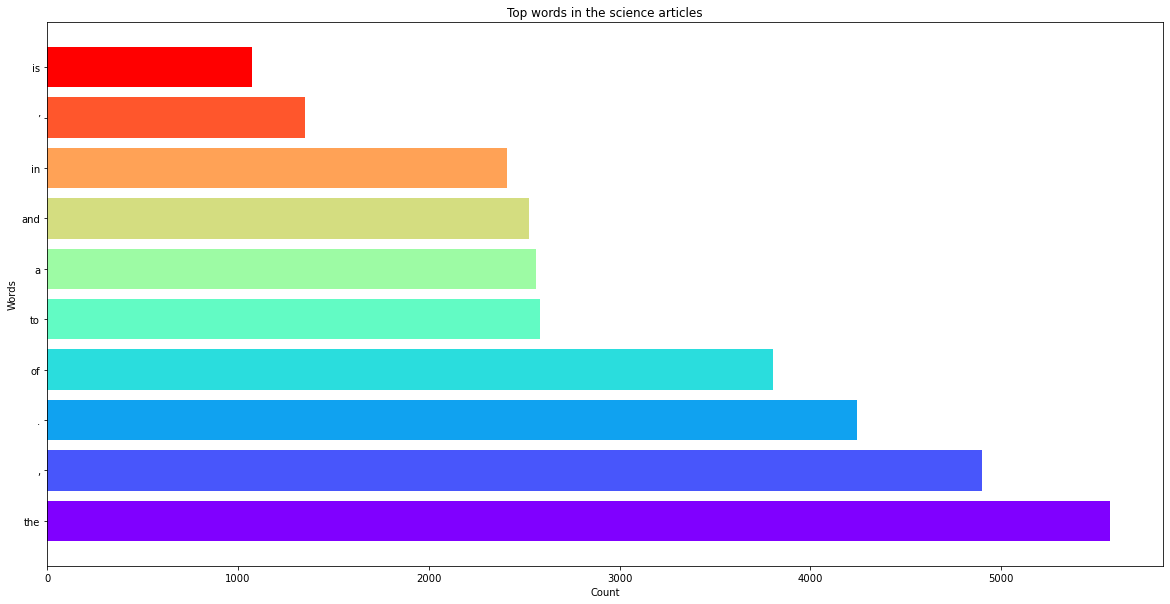 Top words in the science articles
is
’
in
and
a
to
of
.
,
the
Words
0 1000 2000 3000 4000 5000
Count